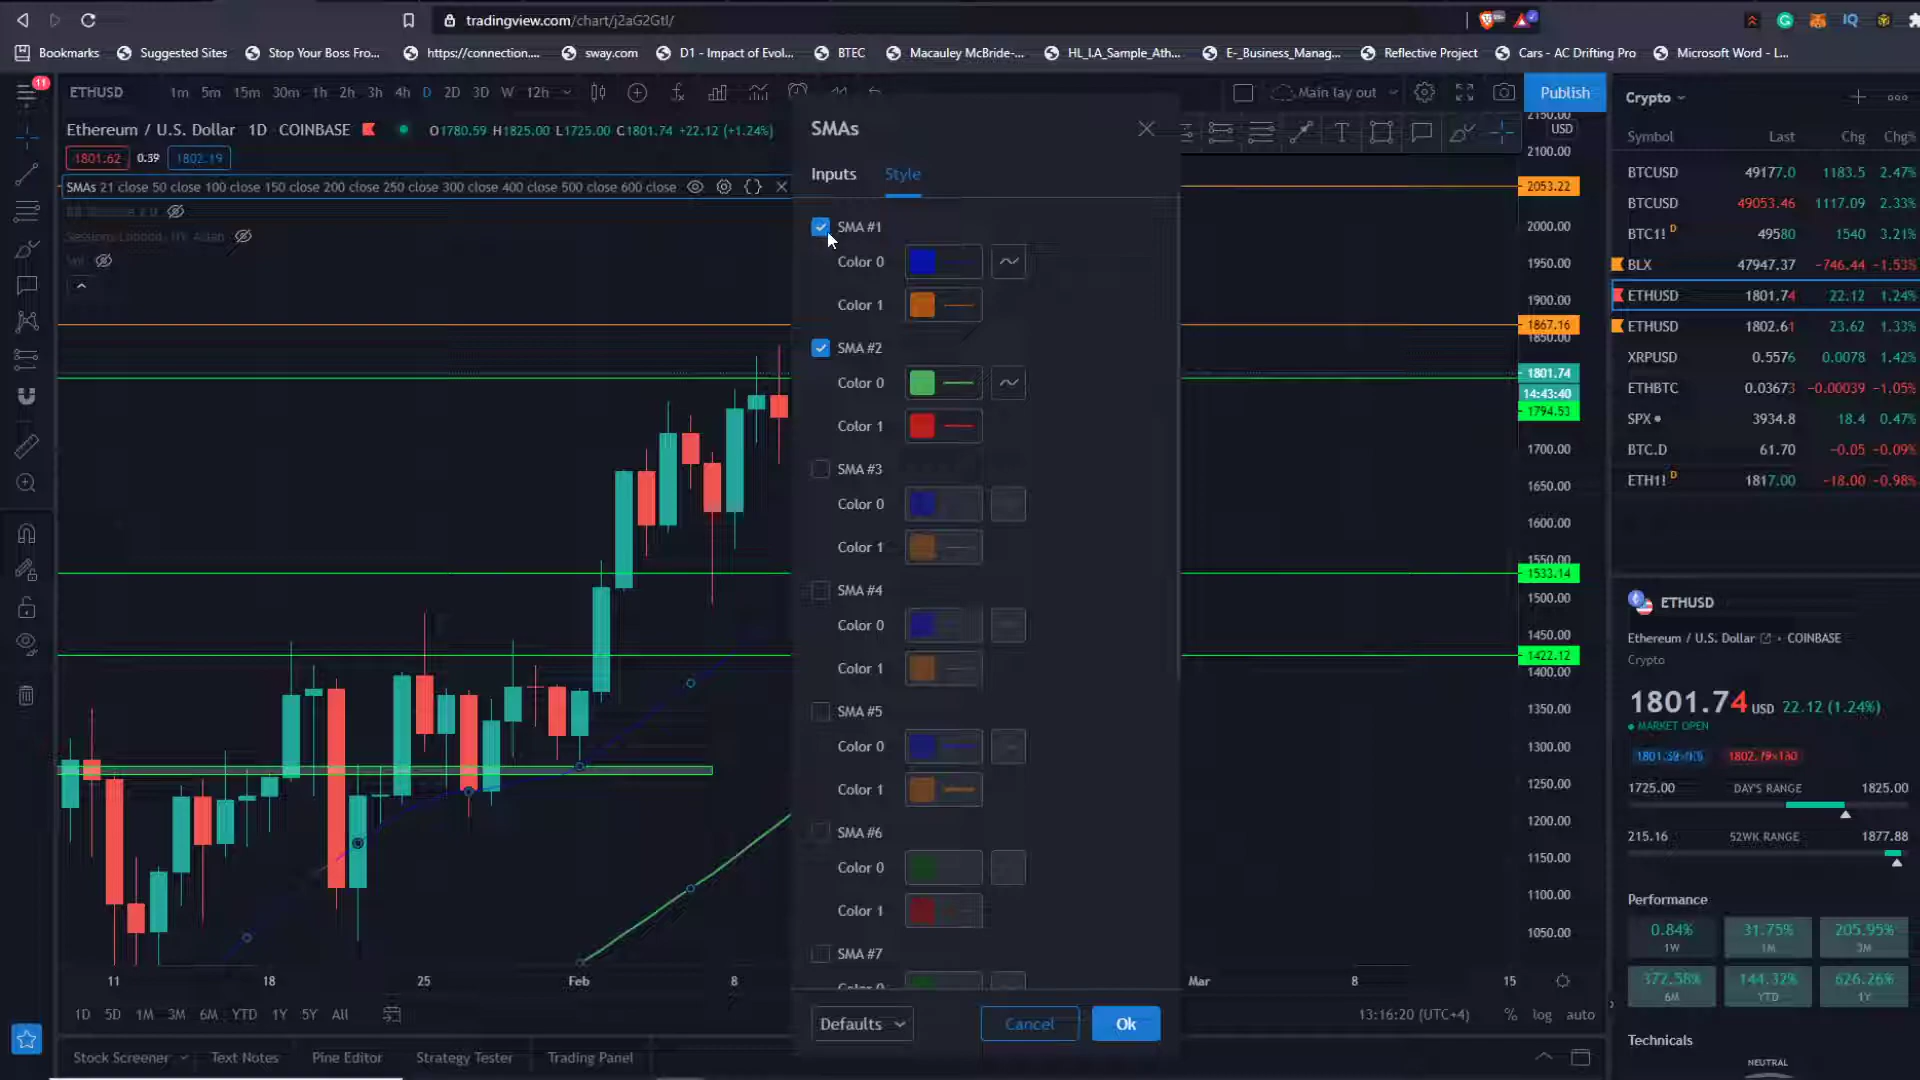 tradingview.com/chart/j2aG2GtI/
Bookmarks Suggested Sites Stop Your Boss Fro... https://connection.... sway.com D1 - Impact of Evol... BTEC Macauley McBride-... HL_LA_Sample_Ath... E-_Business_Manag... Reflective Project Cars - AC Drifting Pro Microsoft Word - L...
11
ETHUSD 1m 5m 15m 30m 1h 2h 3h 4h D 2D 3D W 12h
Main lay out Publish
Crypto
Ethereum / U.S. Dollar 1D COINBASE O1780.59 H1825.00 L1725.00 C1801.74 +22.12 (+1.24%)
1801.62 0.39 1802.19
SMAs 21 close 50 close 100 close 150 close 200 close 250 close 300 close 400 close 500 close 600 close
SMAs
Inputs Style
SMA #1
Color 0
Color 1
SMA #2
Color 0
Color 1
SMA #3
Color 0
Color 1
SMA #4
Color 0
Color 1
SMA #5
Color 0
Color 1
SMA #6
Color 0
Color 1
SMA #7
Color 0
Defaults Cancel Ok
USD
2150.00
2100.00
2053.22
2000.00
1950.00
1900.00
1867.16
1850.00
1801.74
14:43:40
1794.53
1700.00
1650.00
1600.00
1550.00
1533.14
1500.00
1450.00
1422.12
1400.00
1350.00
1300.00
1250.00
1200.00
1150.00
1100.00
1050.00
11 18 25 Feb 8 Mar 8 15
1D 5D 1M 3M 6M YTD 1Y 5Y All
13:16:20 (UTC+4) % log auto
Stock Screener Text Notes Pine Editor Strategy Tester Trading Panel
Symbol Last Chg Chg%
BTCUSD 49177.0 1183.5 2.47%
BTCUSD 49053.46 1117.09 2.33%
BTC1! D 49580 1540 3.21%
BLX 47947.37 −746.44 −1.53%
ETHUSD 1801.74 22.12 1.24%
ETHUSD 1802.61 23.62 1.33%
XRPUSD 0.5576 0.0078 1.42%
ETHBTC 0.03673 −0.00039 −1.05%
SPX 3934.8 18.4 0.47%
BTC.D 61.70 −0.05 −0.09%
ETH1! D 1817.00 −18.00 −0.98%
ETHUSD
Ethereum / U.S. Dollar COINBASE
Crypto
1801.74 USD 22.12 (1.24%)
MARKET OPEN
1725.00 DAY'S RANGE 1825.00
215.16 52WK RANGE 1877.88
Performance
0.84% 31.75% 205.95%
1W 1M 3M
372.58% 144.32% 626.26%
6M YTD 1Y
Technicals
NEUTRAL